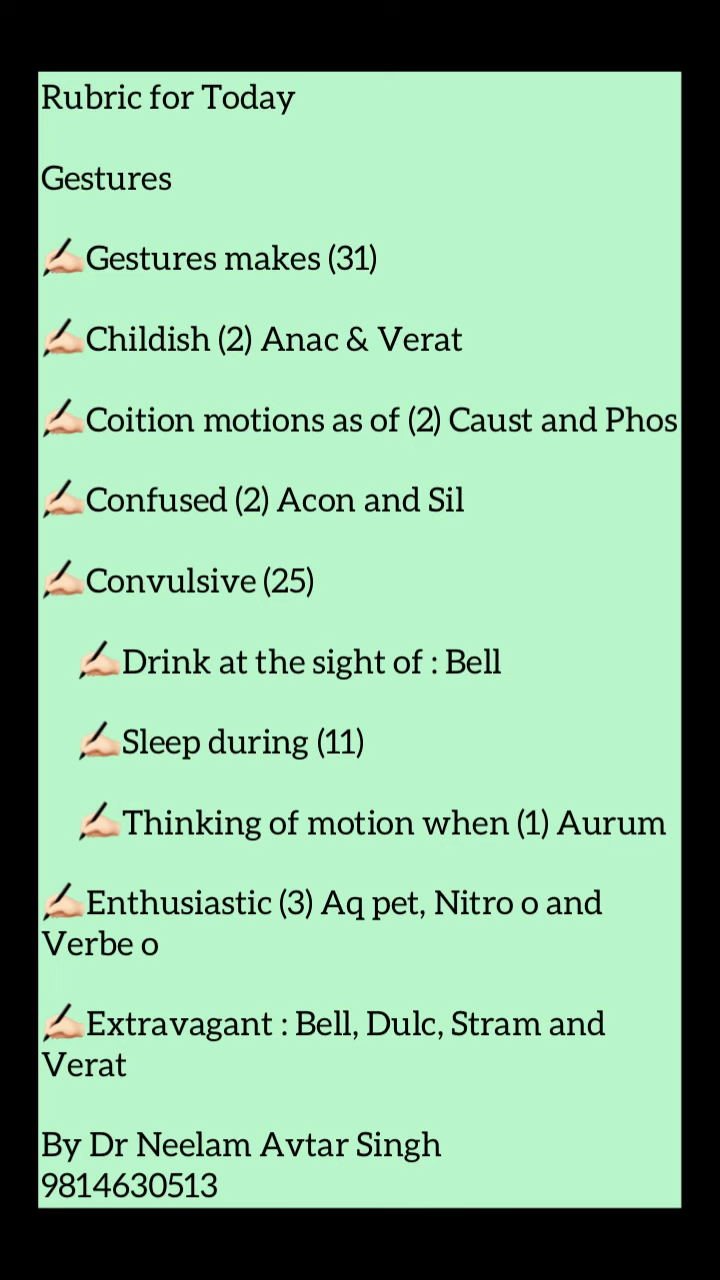 Rubric for Today
Gestures
✍🏻Gestures makes (31)
✍🏻Childish (2) Anac & Verat
✍🏻Coition motions as of (2) Caust and Phos
✍🏻Confused (2) Acon and Sil
✍🏻Convulsive (25)
✍🏻Drink at the sight of : Bell
✍🏻Sleep during (11)
✍🏻Thinking of motion when (1) Aurum
✍🏻Enthusiastic (3) Aq pet, Nitro o and
Verbe o
✍🏻Extravagant : Bell, Dulc, Stram and
Verat
By Dr Neelam Avtar Singh
9814630513